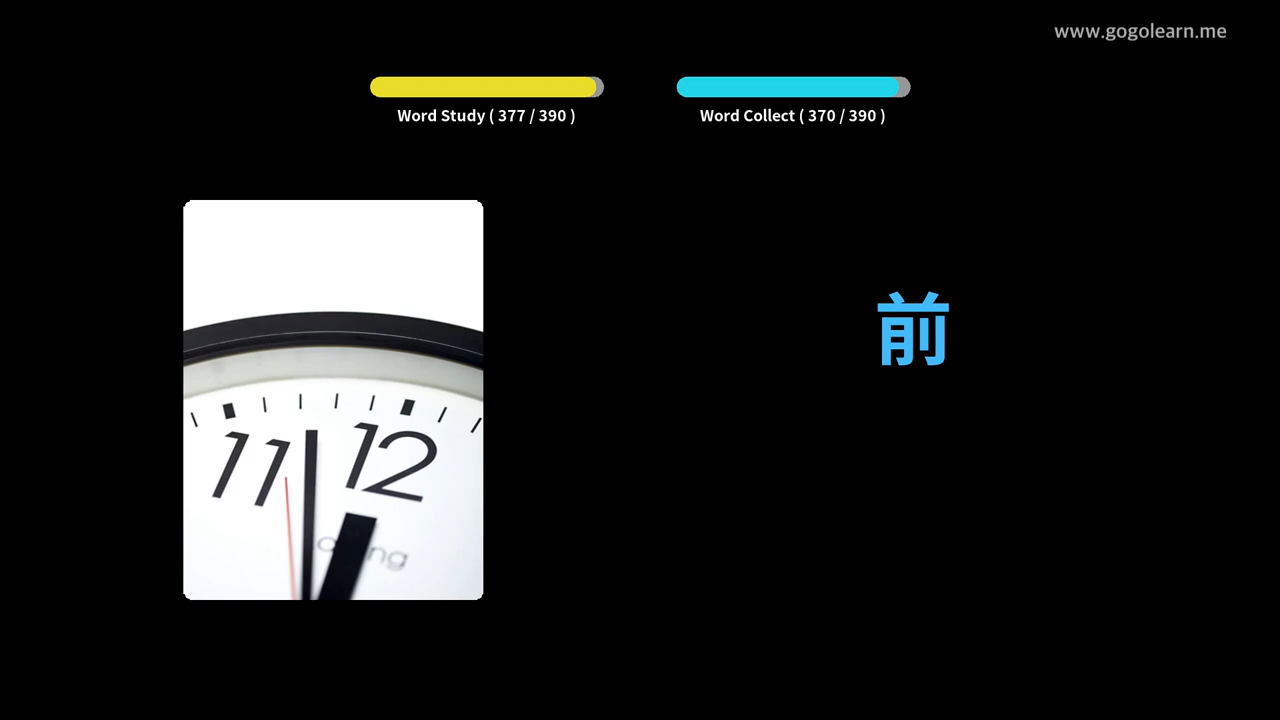 www.gogolearn.me
Word Study ( 377 / 390 )
Word Collect ( 370 / 390 )
前
11
12